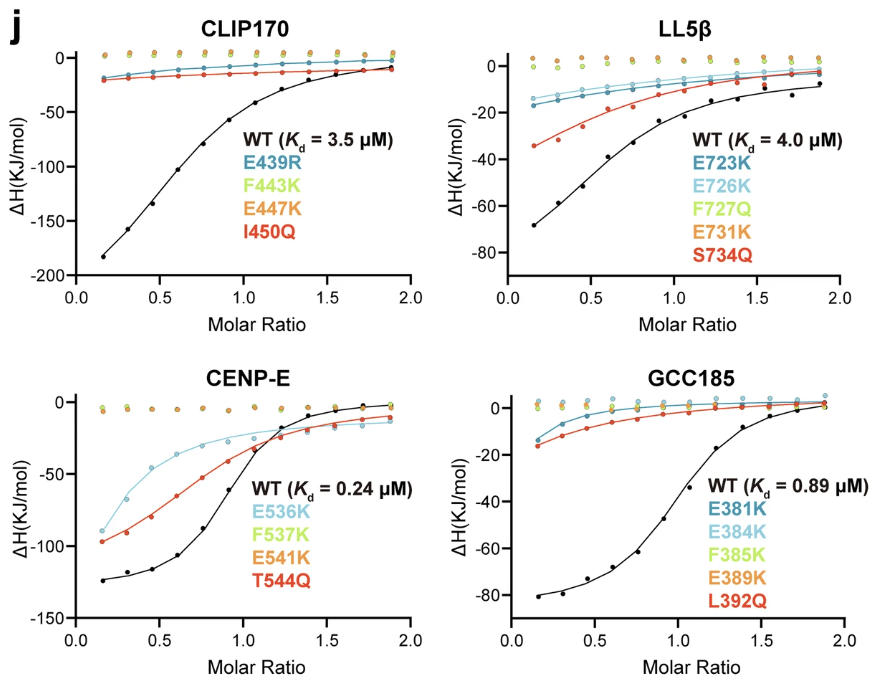 j
CLIP170
0
-50
-100
-150
-200
ΔH(KJ/mol)
WT (Kd = 3.5 μM)
E439R
F443K
E447K
I450Q
0.0 0.5 1.0 1.5 2.0
Molar Ratio
LL5β
0
-20
-40
-60
-80
ΔH(KJ/mol)
WT (Kd = 4.0 μM)
E723K
E726K
F727Q
E731K
S734Q
0.0 0.5 1.0 1.5 2.0
Molar Ratio
CENP-E
0
-50
-100
-150
ΔH(KJ/mol)
WT (Kd = 0.24 μM)
E536K
F537K
E541K
T544Q
0.0 0.5 1.0 1.5 2.0
Molar Ratio
GCC185
0
-20
-40
-60
-80
ΔH(KJ/mol)
WT (Kd = 0.89 μM)
E381K
E384K
F385K
E389K
L392Q
0.0 0.5 1.0 1.5 2.0
Molar Ratio